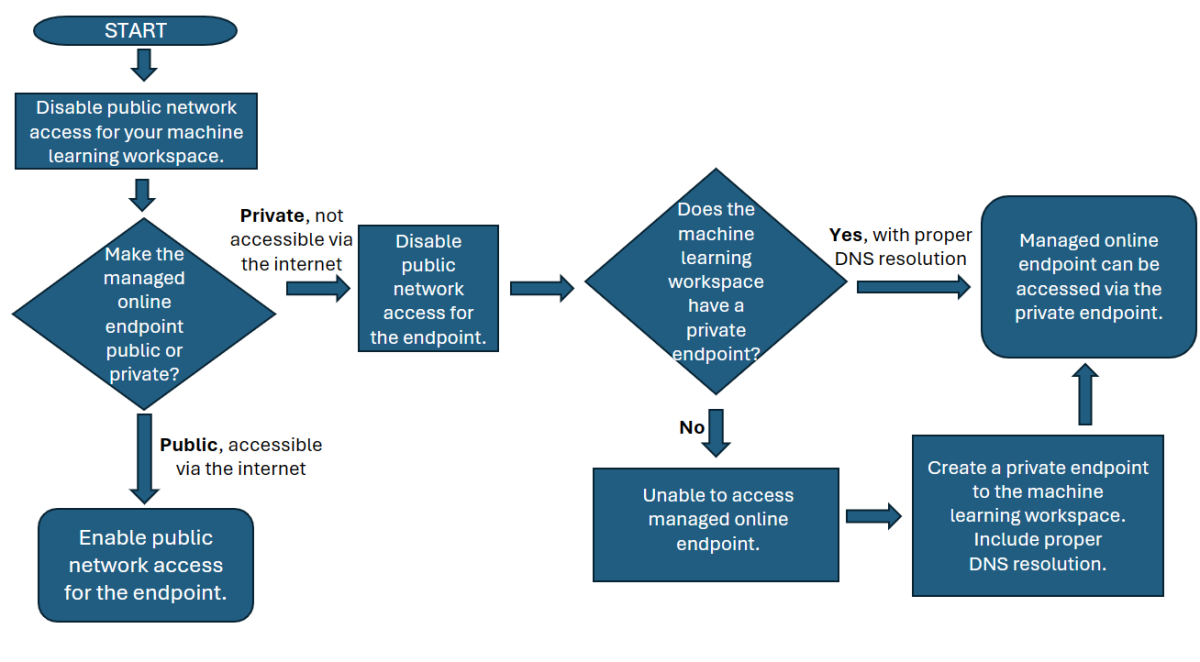 START
Disable public network
access for your machine
learning workspace.
Make the
managed
online
endpoint
public or
private?
Private, not
accessible via
the internet
Disable
public
network
access for
the endpoint.
Does the
machine
learning
workspace
have a
private
endpoint?
Yes, with proper
DNS resolution
Managed online
endpoint can be
accessed via the
private endpoint.
Public, accessible
via the internet
Enable public
network access
for the endpoint.
No
Unable to access
managed online
endpoint.
Create a private endpoint
to the machine
learning workspace.
Include proper
DNS resolution.